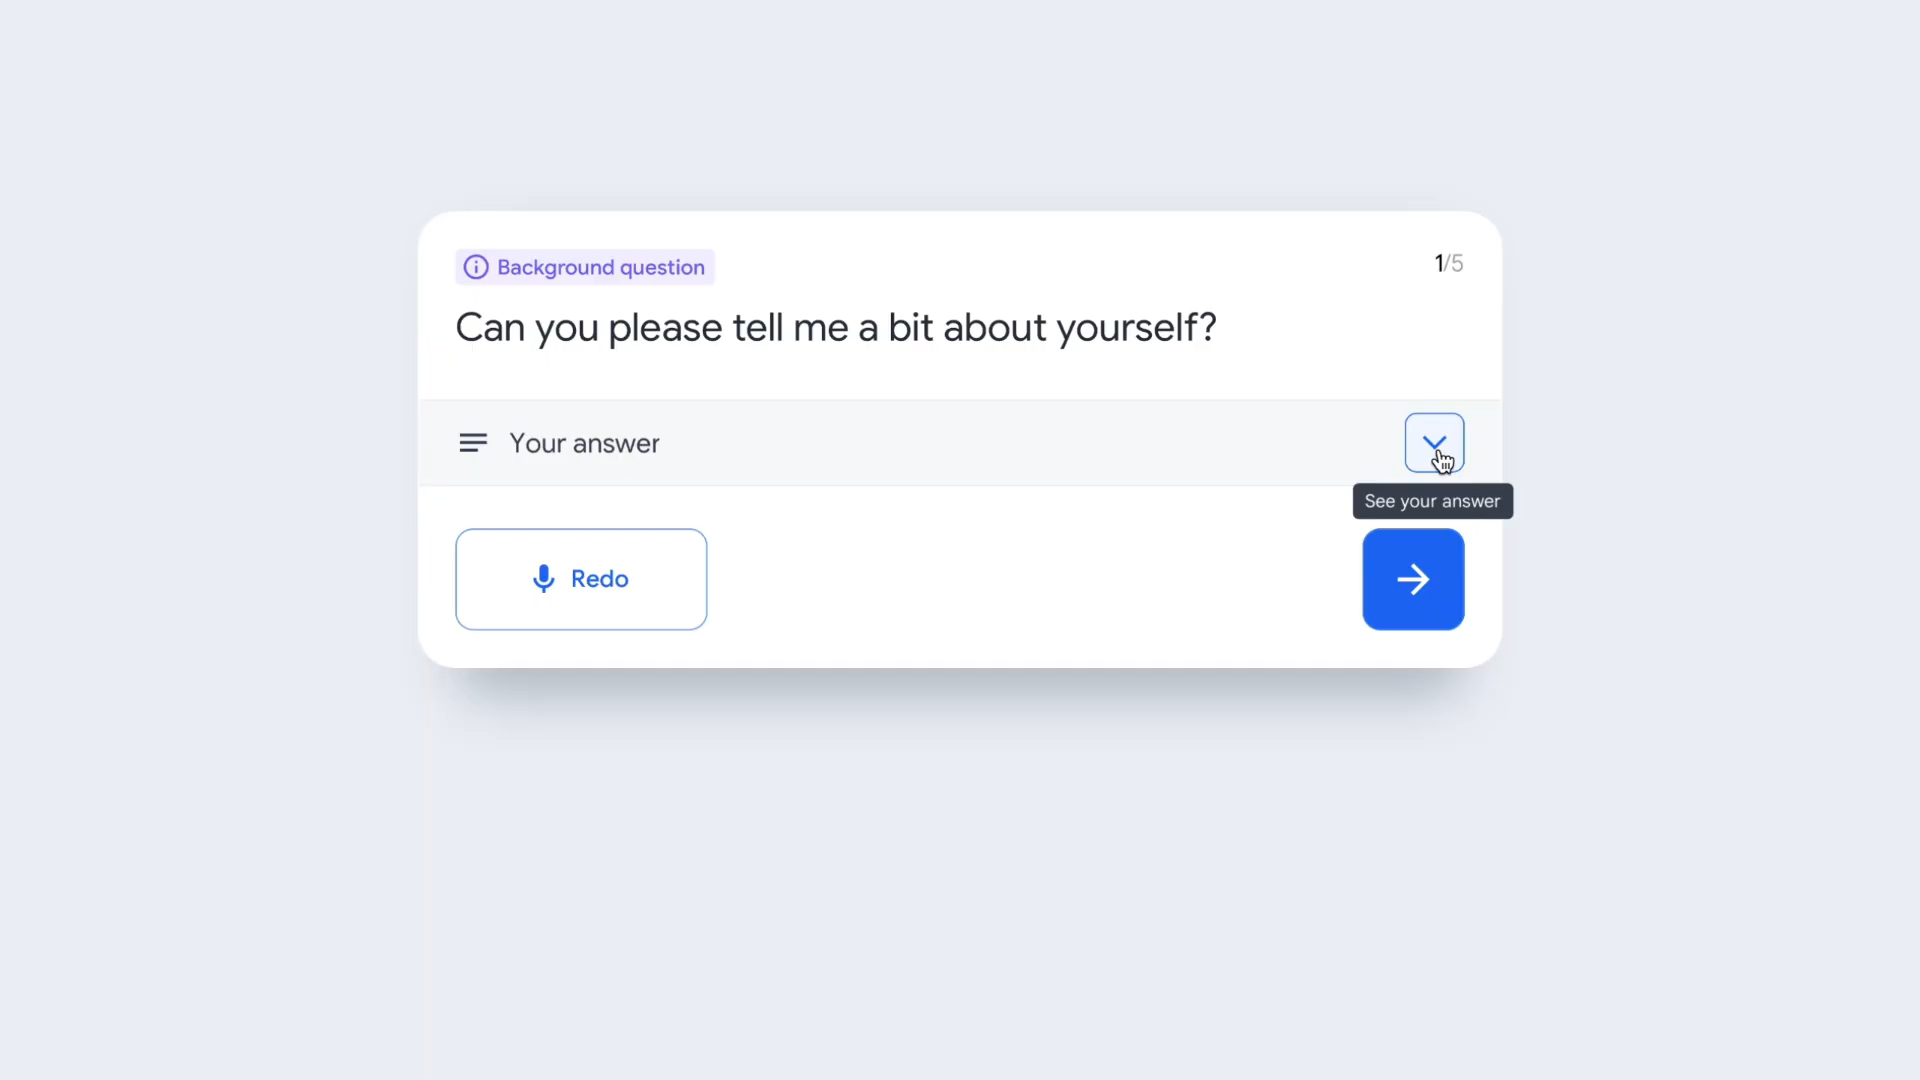 Background question
1/5
Can you please tell me a bit about yourself?
Your answer
See your answer
Redo